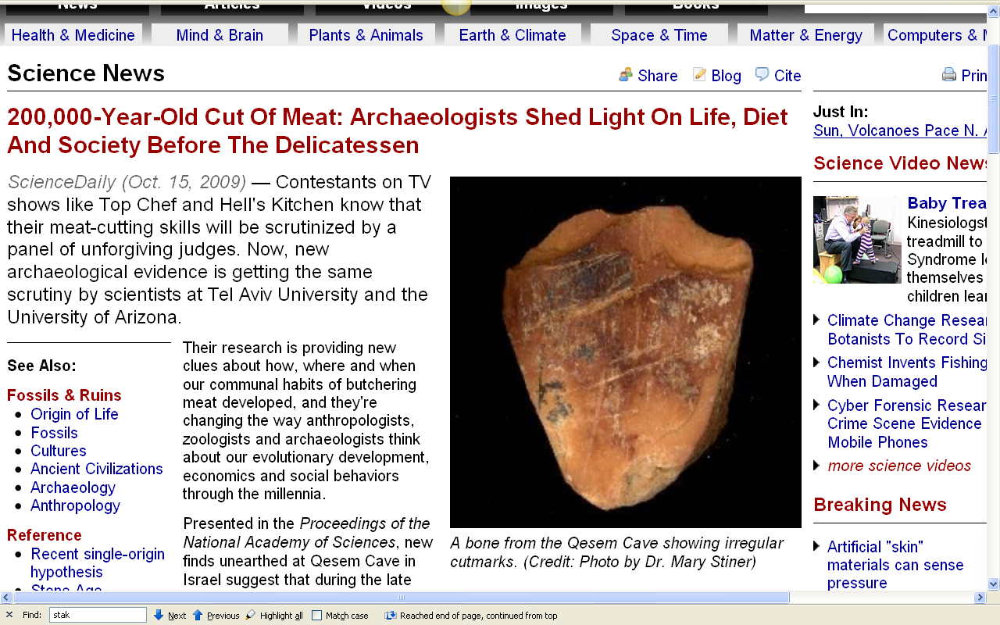 News Articles Videos Images Books
Health & Medicine Mind & Brain Plants & Animals Earth & Climate Space & Time Matter & Energy Computers &
Science News
Share Blog Cite
200,000-Year-Old Cut Of Meat: Archaeologists Shed Light On Life, Diet
And Society Before The Delicatessen
ScienceDaily (Oct. 15, 2009) — Contestants on TV
shows like Top Chef and Hell's Kitchen know that
their meat-cutting skills will be scrutinized by a
panel of unforgiving judges. Now, new
archaeological evidence is getting the same
scrutiny by scientists at Tel Aviv University and the
University of Arizona.
See Also:
Fossils & Ruins
Origin of Life
Fossils
Cultures
Ancient Civilizations
Archaeology
Anthropology
Reference
Recent single-origin
hypothesis
Stone Age
Their research is providing new
clues about how, where and when
our communal habits of butchering
meat developed, and they're
changing the way anthropologists,
zoologists and archaeologists think
about our evolutionary development,
economics and social behaviors
through the millennia.
Presented in the Proceedings of the
National Academy of Sciences, new
finds unearthed at Qesem Cave in
Israel suggest that during the late
A bone from the Qesem Cave showing irregular
cutmarks. (Credit: Photo by Dr. Mary Stiner)
Prin
Just In:
Sun, Volcanoes Pace N.
Science Video News
Baby Trea
Kinesiologst
treadmill to
Syndrome le
themselves
children lear
Climate Change Resear
Botanists To Record Si
Chemist Invents Fishing
When Damaged
Cyber Forensic Resear
Crime Scene Evidence
Mobile Phones
more science videos
Breaking News
Artificial "skin"
materials can sense
pressure
Find: stak Next Previous Highlight all Match case Reached end of page, continued from top